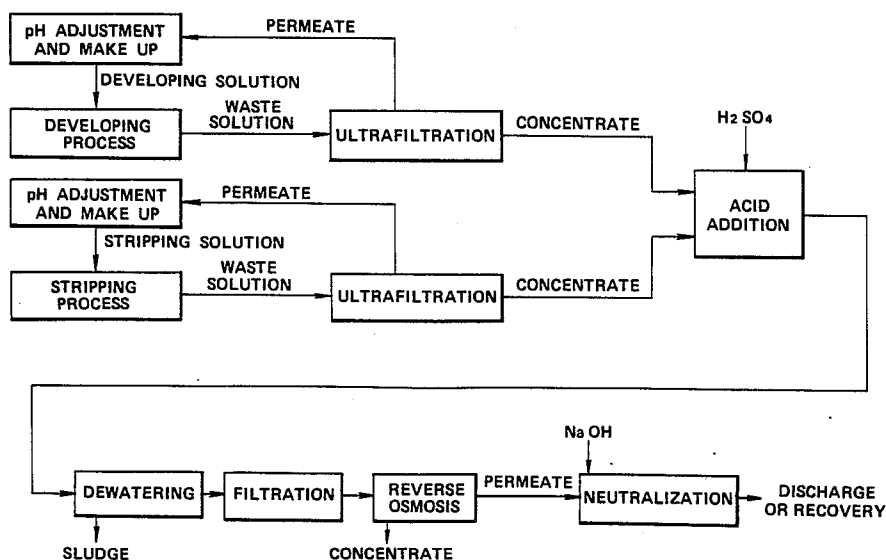 pH ADJUSTMENT
AND MAKE UP
PERMEATE
DEVELOPING SOLUTION
DEVELOPING
PROCESS
WASTE
SOLUTION
ULTRAFILTRATION
CONCENTRATE
H2 SO4
ACID
ADDITION
pH ADJUSTMENT
AND MAKE UP
PERMEATE
STRIPPING SOLUTION
STRIPPING
PROCESS
WASTE
SOLUTION
ULTRAFILTRATION
CONCENTRATE
DEWATERING
SLUDGE
FILTRATION
REVERSE
OSMOSIS
CONCENTRATE
PERMEATE
Na OH
NEUTRALIZATION
DISCHARGE
OR RECOVERY